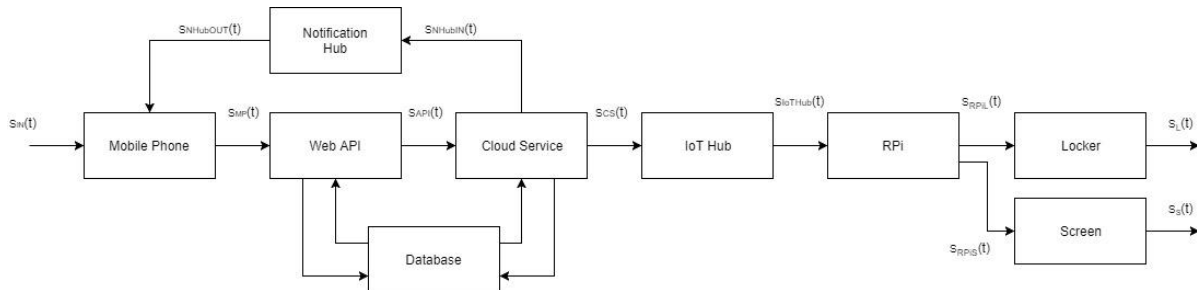 SNHubOUT(t)
Notification
Hub
SNHubIN(t)
SIN(t)
Mobile Phone
SMP(t)
Web API
SAPI(t)
Cloud Service
SCS(t)
IoT Hub
SIoTHub(t)
RPi
SRPiL(t)
Locker
SL(t)
Database
SRPiS(t)
Screen
SS(t)